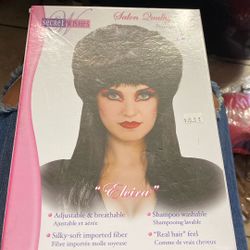 secret wishes
Salon Quality
"Elvira"
• Adjustable & breathable
Ajustable et aérée
• Silky-soft imported fiber
Fibre importée molle soyeuse
• Shampoo washable
Shampooing lavable
• "Real hair" feel
Comme de vrais cheveux